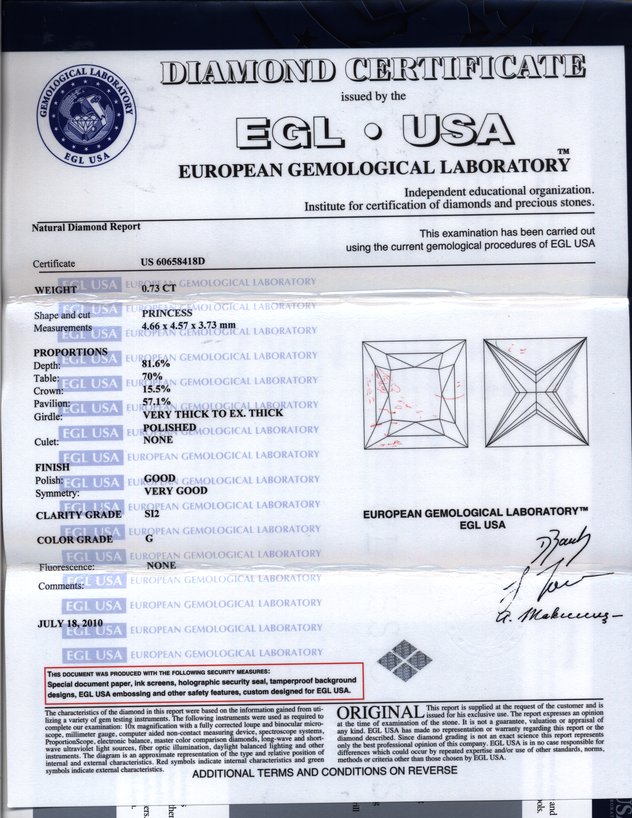 GEMOLOGICAL LABORATORY
EGL USA
DIAMOND CERTIFICATE
issued by the
EGL • USA
EUROPEAN GEMOLOGICAL LABORATORY™
Independent educational organization.
Institute for certification of diamonds and precious stones.
Natural Diamond Report
This examination has been carried out
using the current gemological procedures of EGL USA
Certificate US 60658418D
WEIGHT 0.73 CT
Shape and cut PRINCESS
Measurements 4.66 x 4.57 x 3.73 mm
PROPORTIONS
Depth: 81.6%
Table: 70%
Crown: 15.5%
Pavilion: 57.1%
Girdle: VERY THICK TO EX. THICK
POLISHED
Culet: NONE
FINISH
Polish: GOOD
Symmetry: VERY GOOD
CLARITY GRADE SI2
COLOR GRADE G
Fluorescence: NONE
Comments:
JULY 18, 2010
EUROPEAN GEMOLOGICAL LABORATORY™
EGL USA
THIS DOCUMENT WAS PRODUCED WITH THE FOLLOWING SECURITY MEASURES:
Special document paper, ink screens, holographic security seal, tamperproof background
designs, EGL USA embossing and other safety features, custom designed for EGL USA.
The characteristics of the diamond in this report were based on the information gained from uti-
lizing a variety of gem testing instruments. The following instruments were used as required to
complete our examination: 10x magnification with a fully corrected loupe and binocular micro-
scope, millimeter gauge, computer aided non-contact measuring device, spectroscope systems,
ProportionScope, electronic balance, master color comparison diamonds, long-wave and short-
wave ultraviolet light sources, fiber optic illumination, daylight balanced lighting and other
instruments. The diagram is an approximate representation of the type and relative position of
internal and external characteristics. Red symbols indicate internal characteristics and green
symbols indicate external characteristics.
ORIGINAL This report is supplied at the request of the customer and is
issued for his exclusive use. The report expresses an opinion
at the time of examination of the stone. It is not a guarantee, valuation or appraisal of
any kind. EGL USA has made no representation or warranty regarding this report or the
diamond described. Since diamond grading is not an exact science this report represents
only the best professional opinion of this company. EGL USA is in no case responsible for
differences which could occur by repeated expertise and/or use of other standards, norms,
methods or criteria other than those chosen by EGL USA.
ADDITIONAL TERMS AND CONDITIONS ON REVERSE